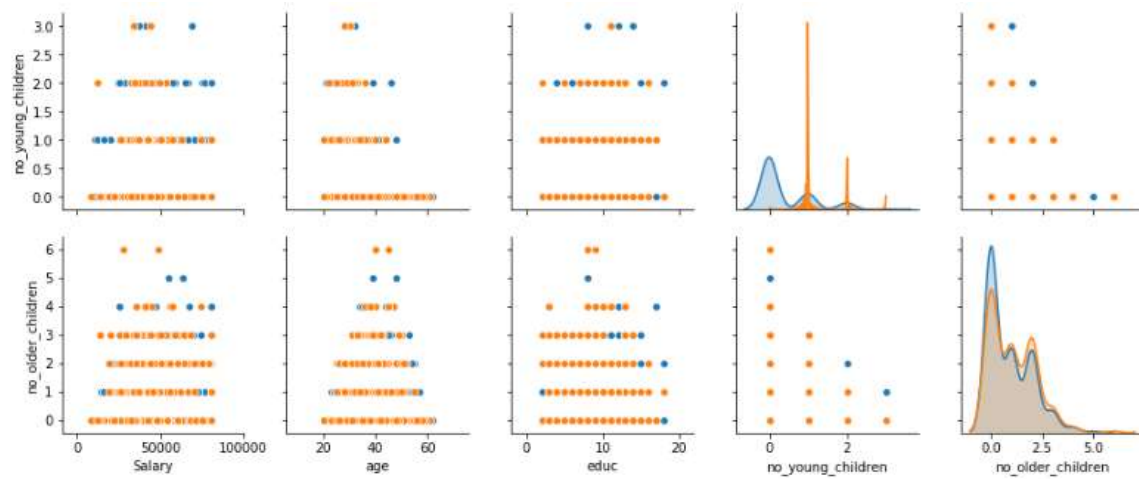 no_young_children
3.0
2.5
2.0
1.5
1.0
0.5
0.0
no_older_children
6
5
4
3
2
1
0
0 50000 100000
Salary
20 40 60
age
0 10 20
educ
0 2
no_young_children
0.0 2.5 5.0
no_older_children